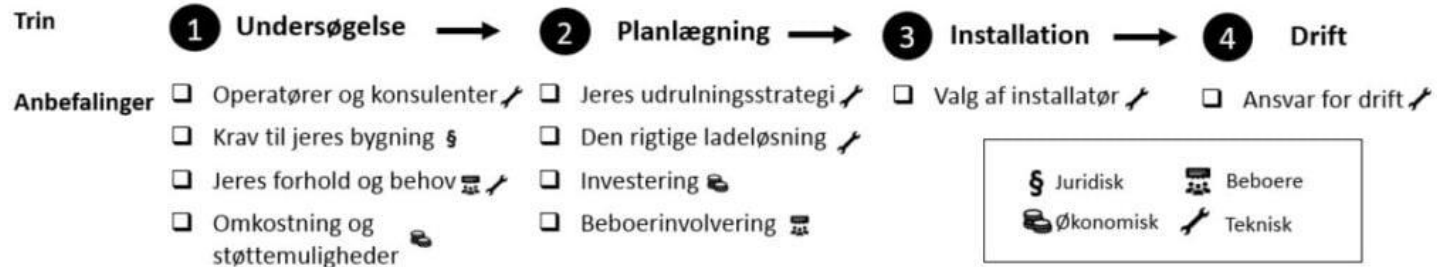 Trin
1 Undersøgelse
2 Planlægning
3 Installation
4 Drift
Anbefalinger
Operatører og konsulenter
Krav til jeres bygning §
Jeres forhold og behov
Omkostning og
støttemuligheder
Jeres udrulningsstrategi
Den rigtige ladeløsning
Investering
Beboerinvolvering
Valg af installatør
Ansvar for drift
§ Juridisk
Beboere
Økonomisk
Teknisk